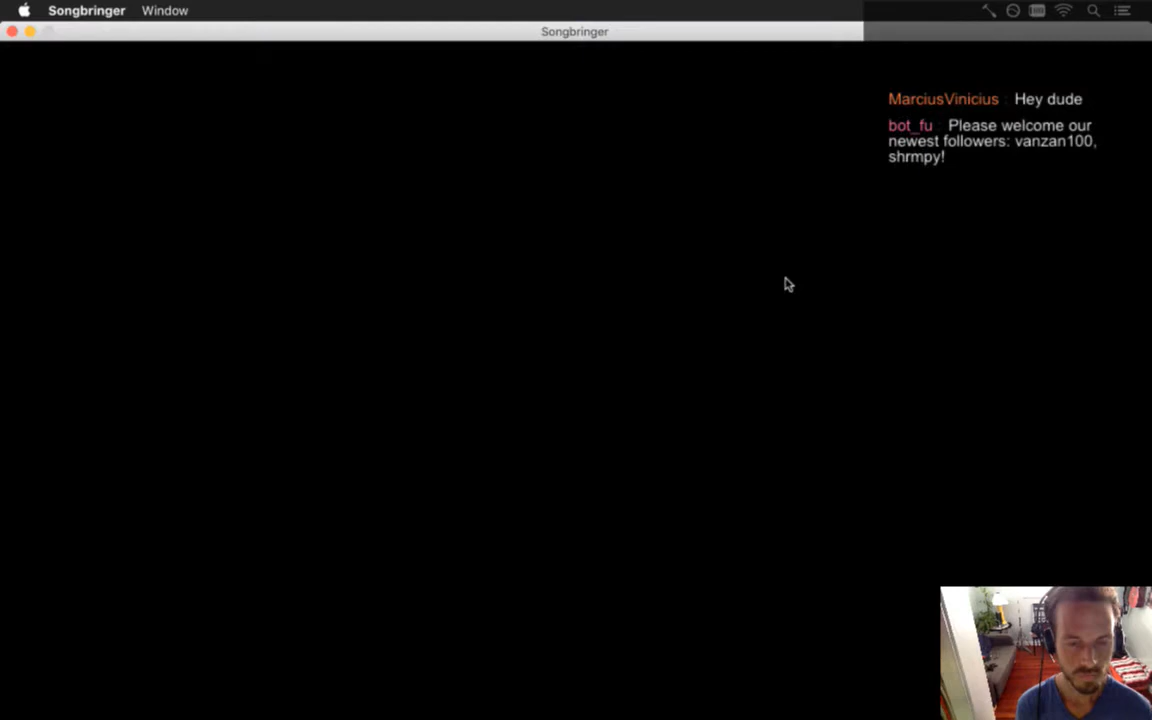 Songbringer Window
Songbringer
MarciusVinicius : Hey dude
bot_fu : Please welcome our
newest followers: vanzan100,
shrmpy!